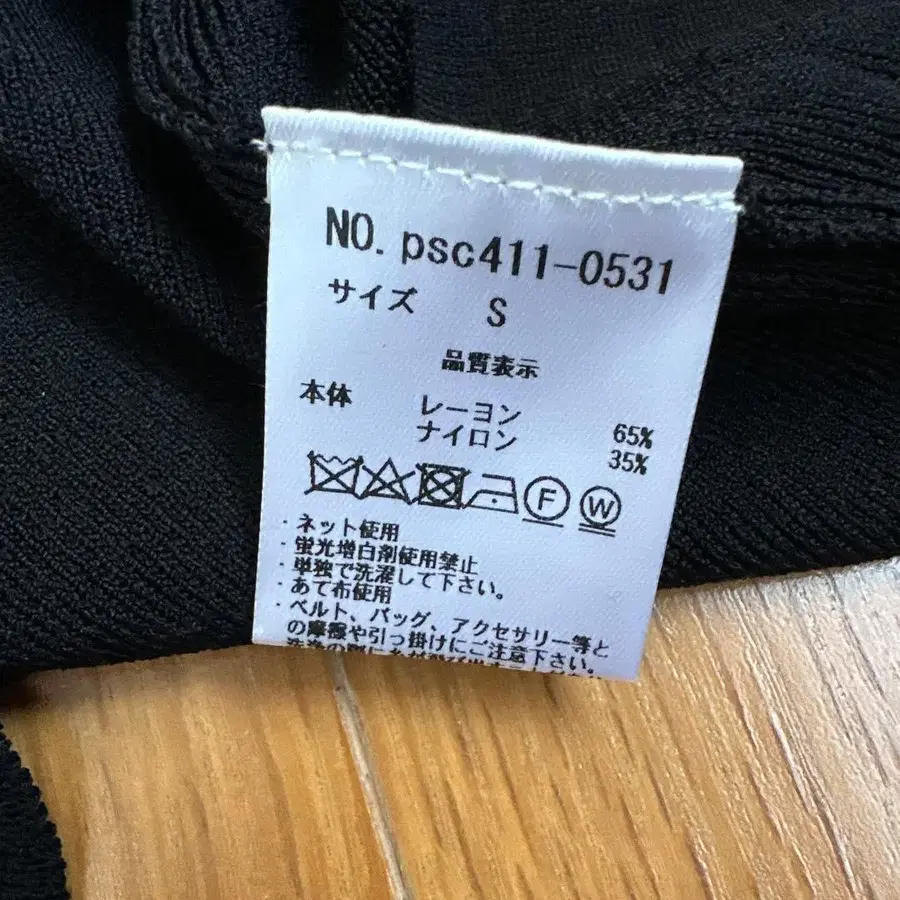 NO. psc411-0531
サイズ S
品質表示
本体 レーヨン 65%
ナイロン 35%
F W
・ネット使用
・蛍光増白剤使用禁止
・単独で洗濯して下さい。
・あて布使用
・ベルト、バッグ、アクセサリー等と
の摩擦や引っ掛けにご注意下さい。